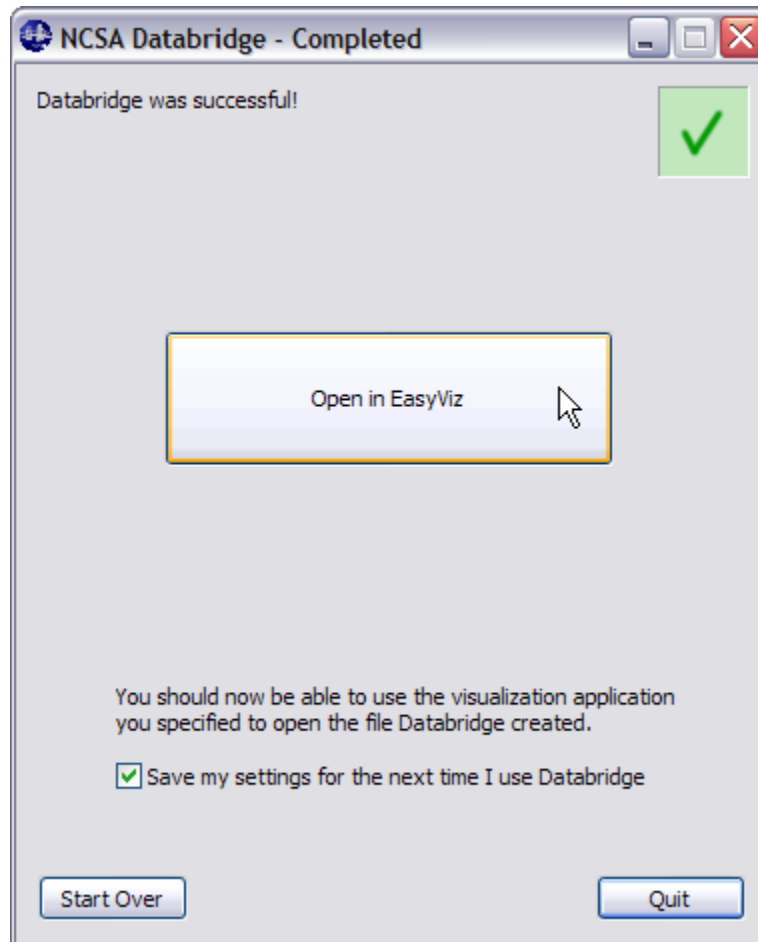 NCSA Databridge - Completed
Databridge was successful!
Open in EasyViz
You should now be able to use the visualization application
you specified to open the file Databridge created.
Save my settings for the next time I use Databridge
Start Over
Quit